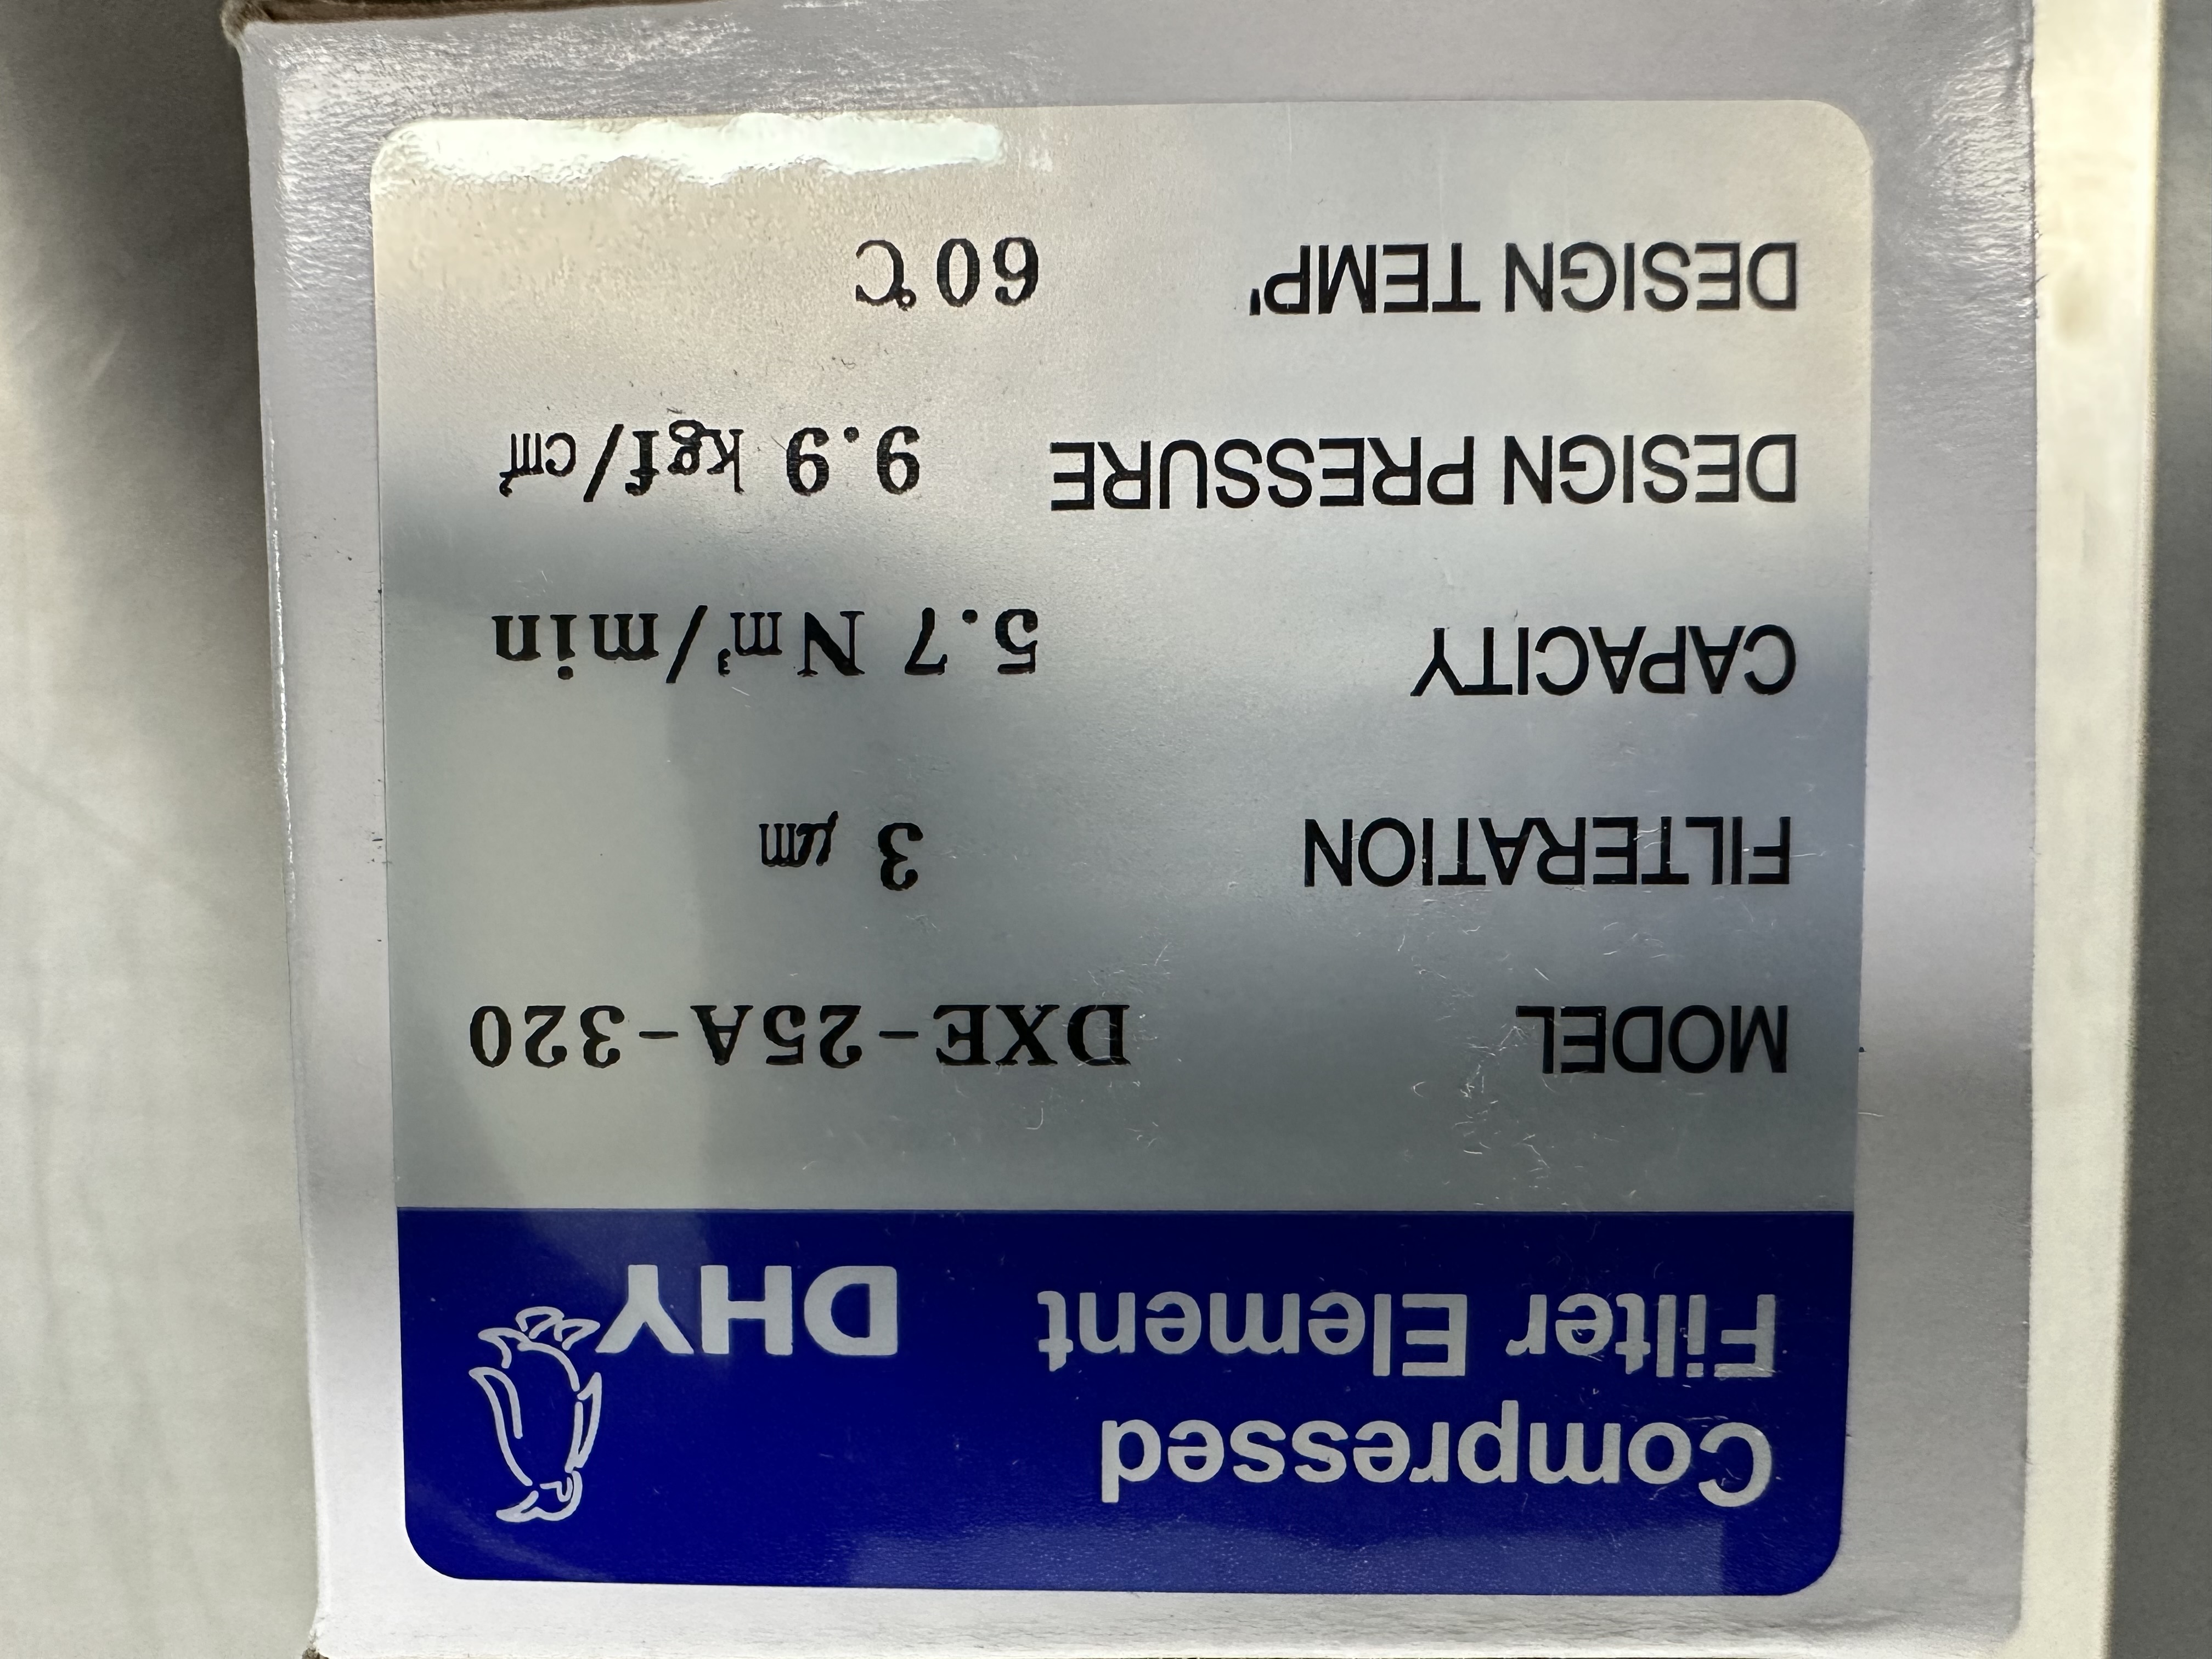 Compressed
Filter Element DHY
MODEL DXE-25A-320
FILTERATION 3 ㎛
CAPACITY 5.7 N㎥/min
DESIGN PRESSURE 9.9 kgf/㎠
DESIGN TEMP' 60℃